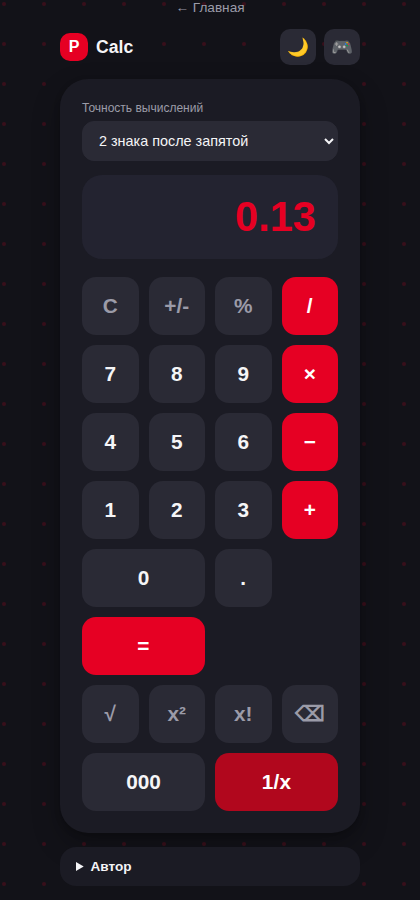 ← Главная
P Calc
Точность вычислений
2 знака после запятой
0.13
C +/- % /
7 8 9 ×
4 5 6 −
1 2 3 +
0 .
=
√ x² x! ⌫
000 1/x
▶ Автор